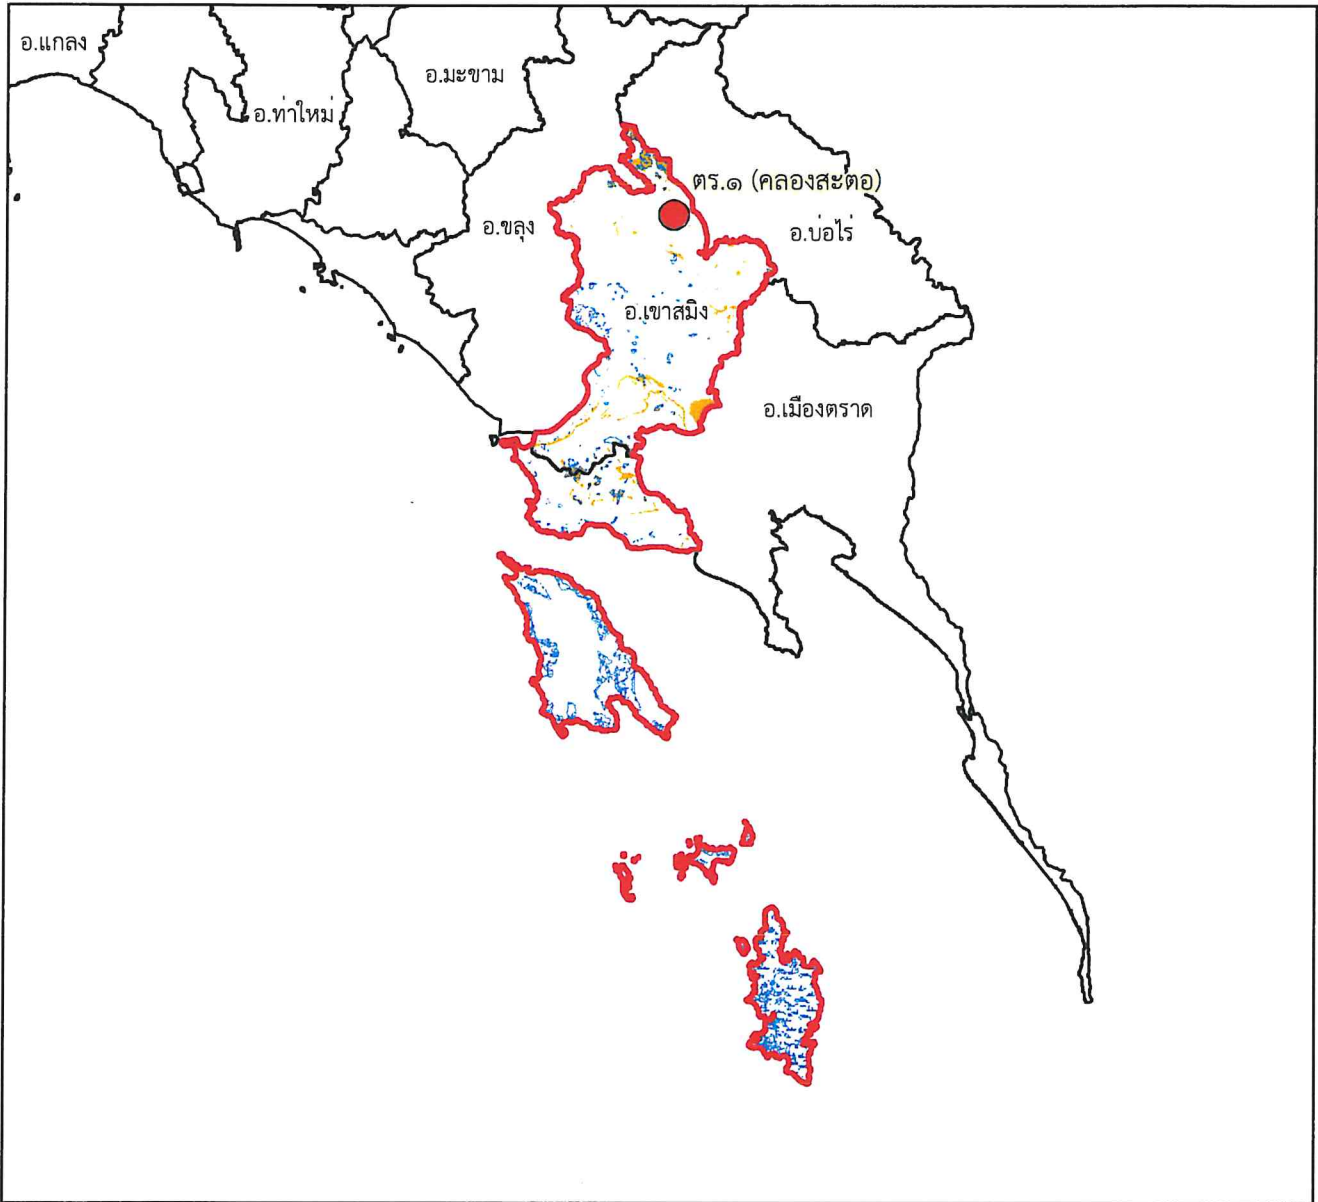 อ.แกลง
อ.มะขาม
อ.ท่าใหม่
ตร.๑ (คลองสะตอ)
อ.ขลุง
อ.บ่อไร่
อ.เขาสมิง
อ.เมืองตราด